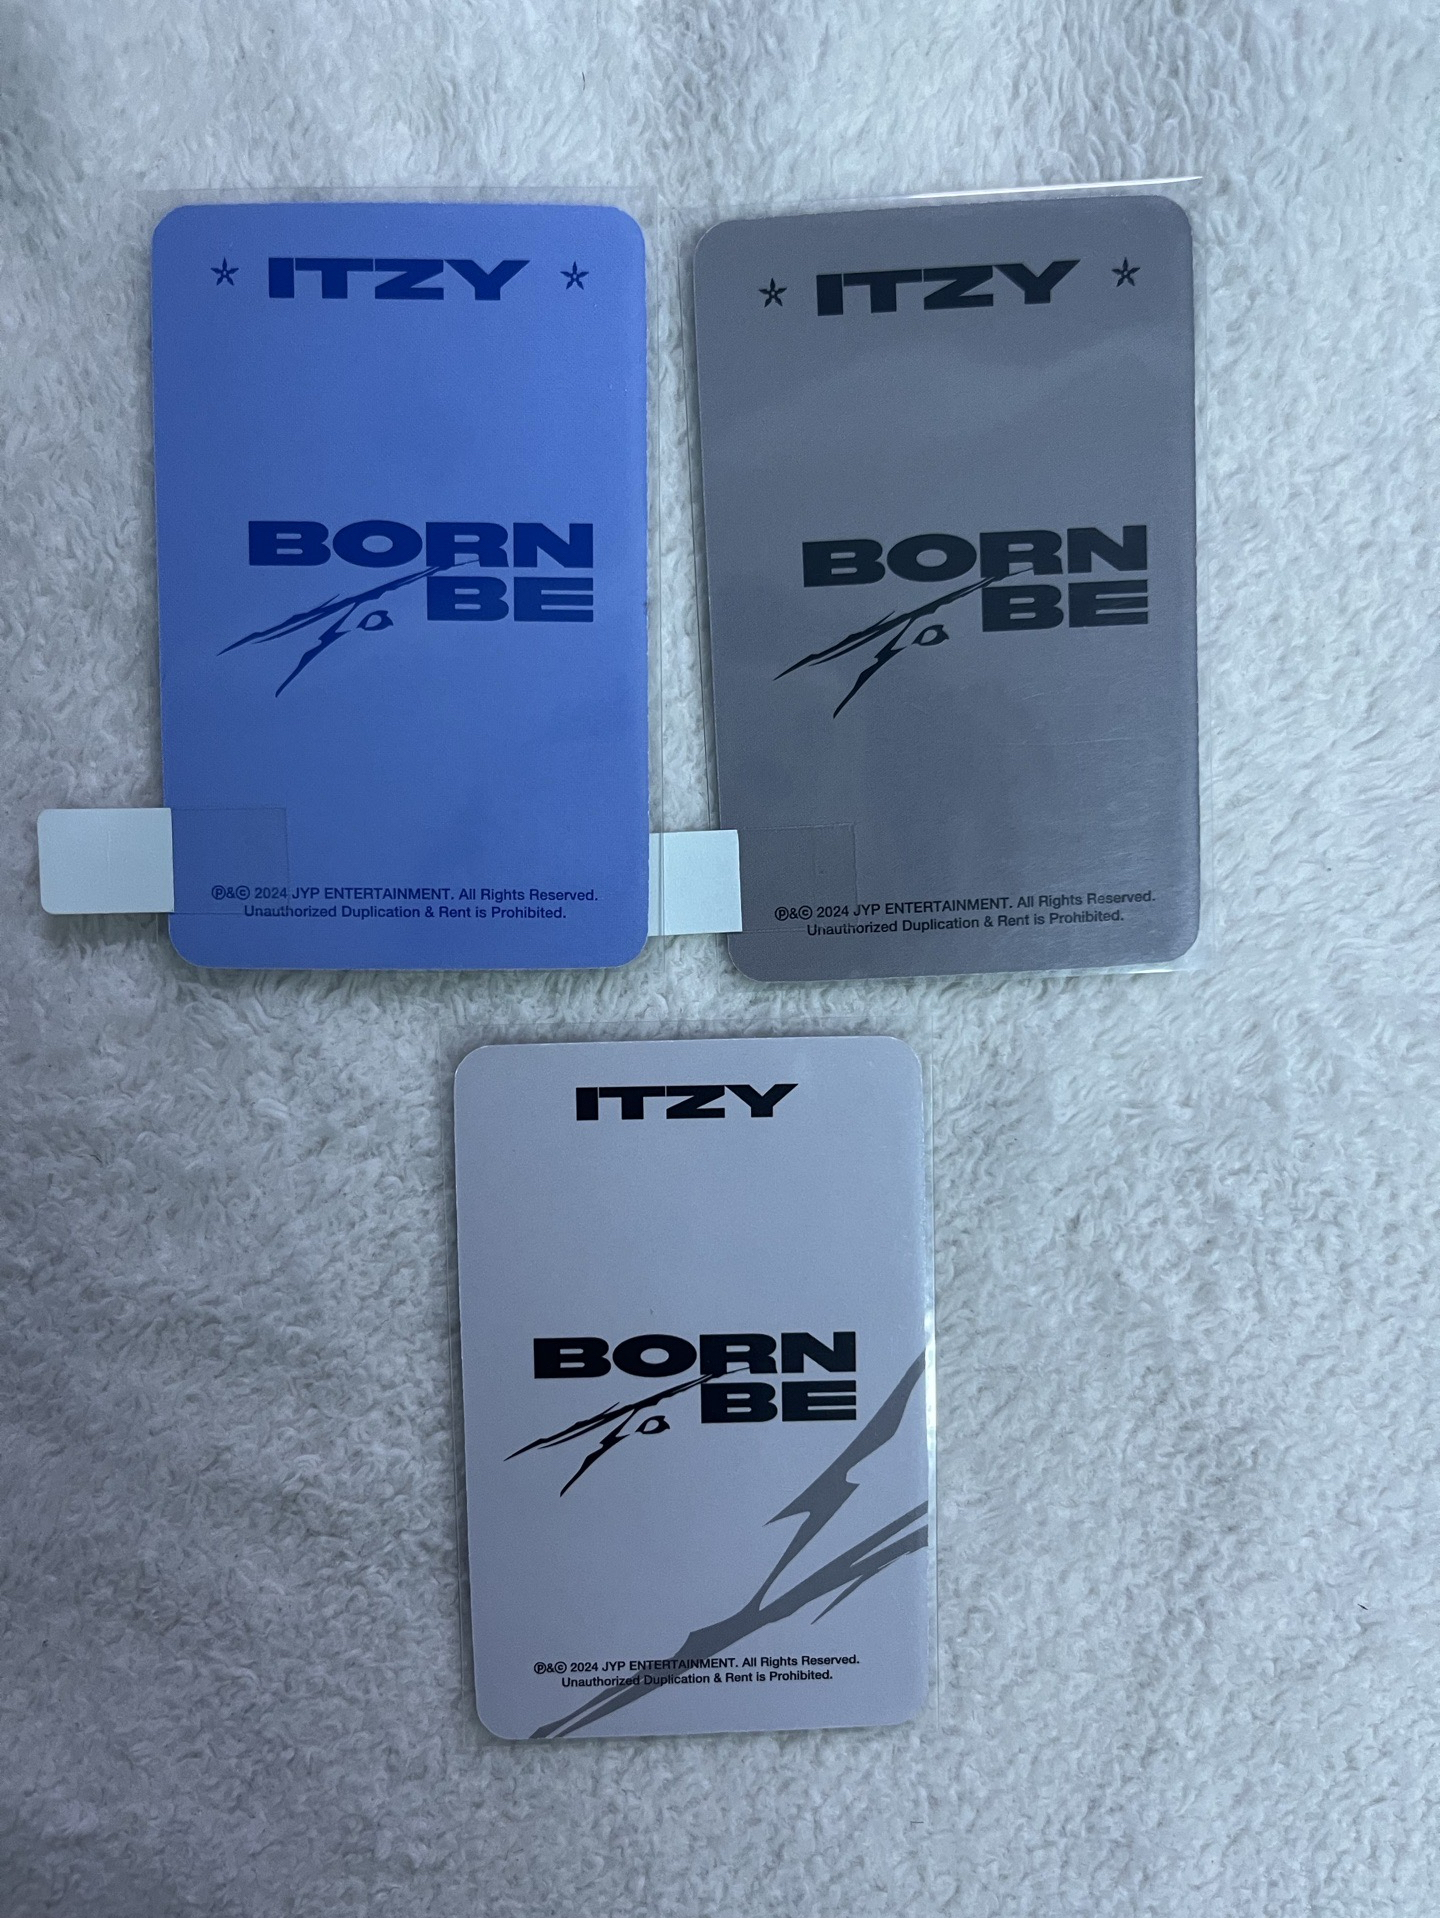 ITZY
BORN
TO BE
℗&© 2024 JYP ENTERTAINMENT. All Rights Reserved.
Unauthorized Duplication & Rent is Prohibited.
ITZY
BORN
TO BE
℗&© 2024 JYP ENTERTAINMENT. All Rights Reserved.
Unauthorized Duplication & Rent is Prohibited.
ITZY
BORN
TO BE
℗&© 2024 JYP ENTERTAINMENT. All Rights Reserved.
Unauthorized Duplication & Rent is Prohibited.